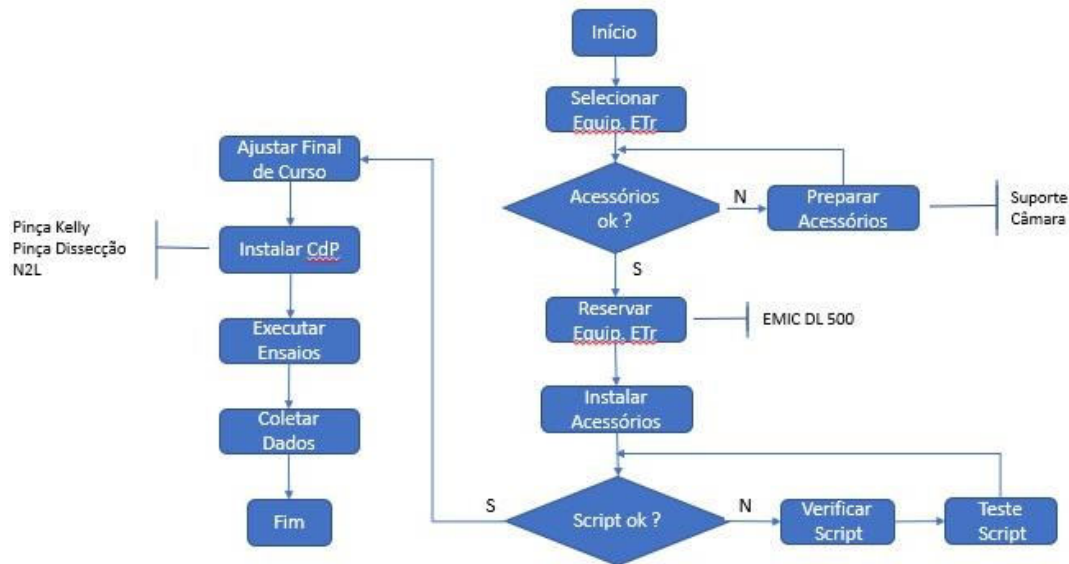 Início
Selecionar
Equip. ETr
Acessórios
ok ?
N
Preparar
Acessórios
Suporte
Câmara
S
Reservar
Equip. ETr
EMIC DL 500
Instalar
Acessórios
Script ok ?
N
Verificar
Script
Teste
Script
S
Ajustar Final
de Curso
Instalar CdP
Pinça Kelly
Pinça Dissecção
N2L
Executar
Ensaios
Coletar
Dados
Fim